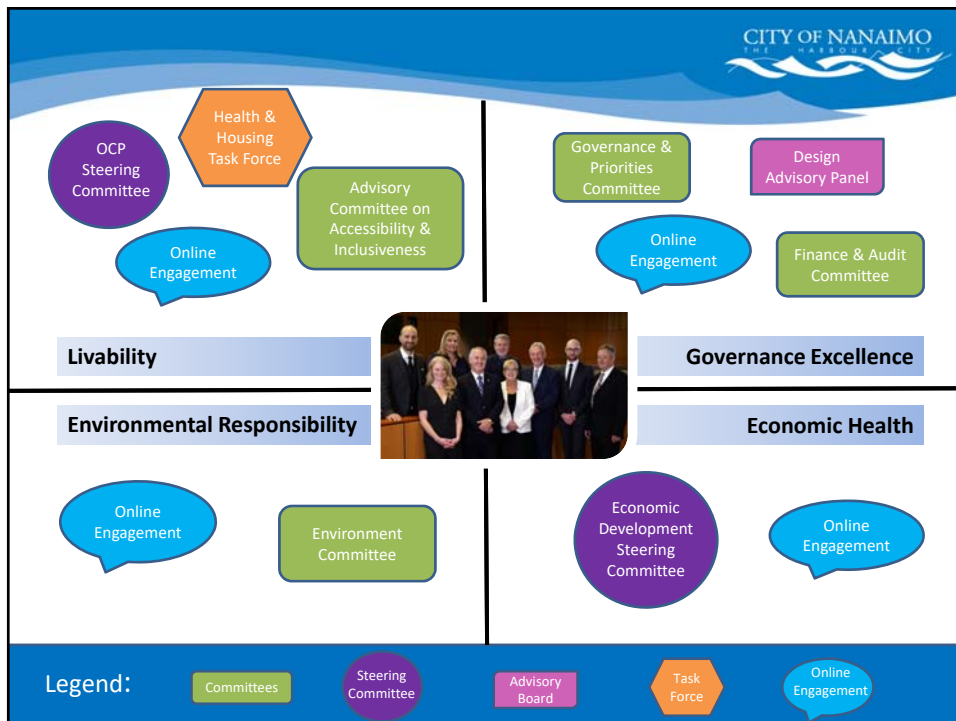 CITY OF NANAIMO
THE HARBOUR CITY
Health &
Housing
Task Force
OCP
Steering
Committee
Advisory
Committee on
Accessibility &
Inclusiveness
Online
Engagement
Governance &
Priorities
Committee
Design
Advisory Panel
Online
Engagement
Finance & Audit
Committee
Livability
Governance Excellence
Environmental Responsibility
Economic Health
Online
Engagement
Environment
Committee
Economic
Development
Steering
Committee
Online
Engagement
Legend:
Committees
Steering
Committee
Advisory
Board
Task
Force
Online
Engagement